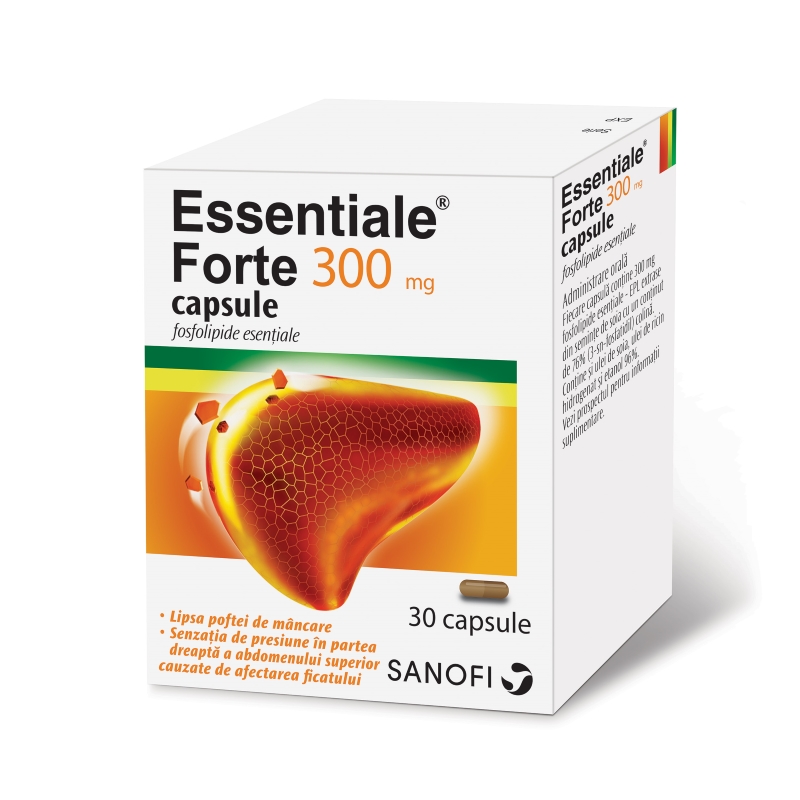 Essentiale®
Forte 300 mg
capsule
fosfolipide esențiale
• Lipsa poftei de mâncare
• Senzația de presiune în partea
dreaptă a abdomenului superior
cauzate de afectarea ficatului
30 capsule
SANOFI
EXP
Serie
Essentiale®
Forte 300 mg
capsule
fosfolipide esențiale
Administrare orală
Fiecare capsulă conține 300 mg
fosfolipide esențiale - EPL extrase
din semințe de soia cu un conținut
de 76% (3-sn-fosfatidil) colină.
Conține și ulei de soia, ulei de ricin
hidrogenat și etanol 96%.
Vezi prospectul pentru informații
suplimentare.